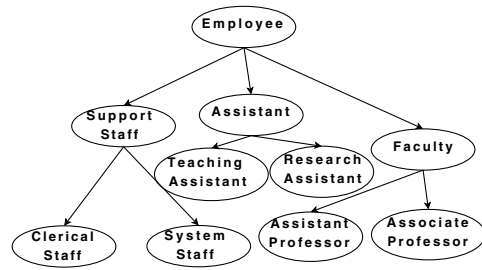 Employee
Support
Staff
Assistant
Faculty
Teaching
Assistant
Research
Assistant
Clerical
Staff
System
Staff
Assistant
Professor
Associate
Professor